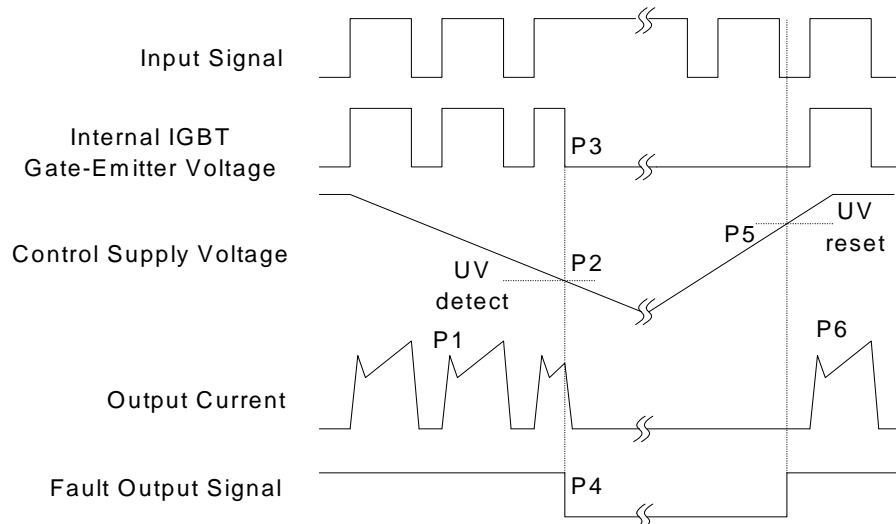 Input Signal
Internal IGBT
Gate-Emitter Voltage
P3
Control Supply Voltage
UV
detect
P2
P5
UV
reset
P1
P6
Output Current
Fault Output Signal
P4